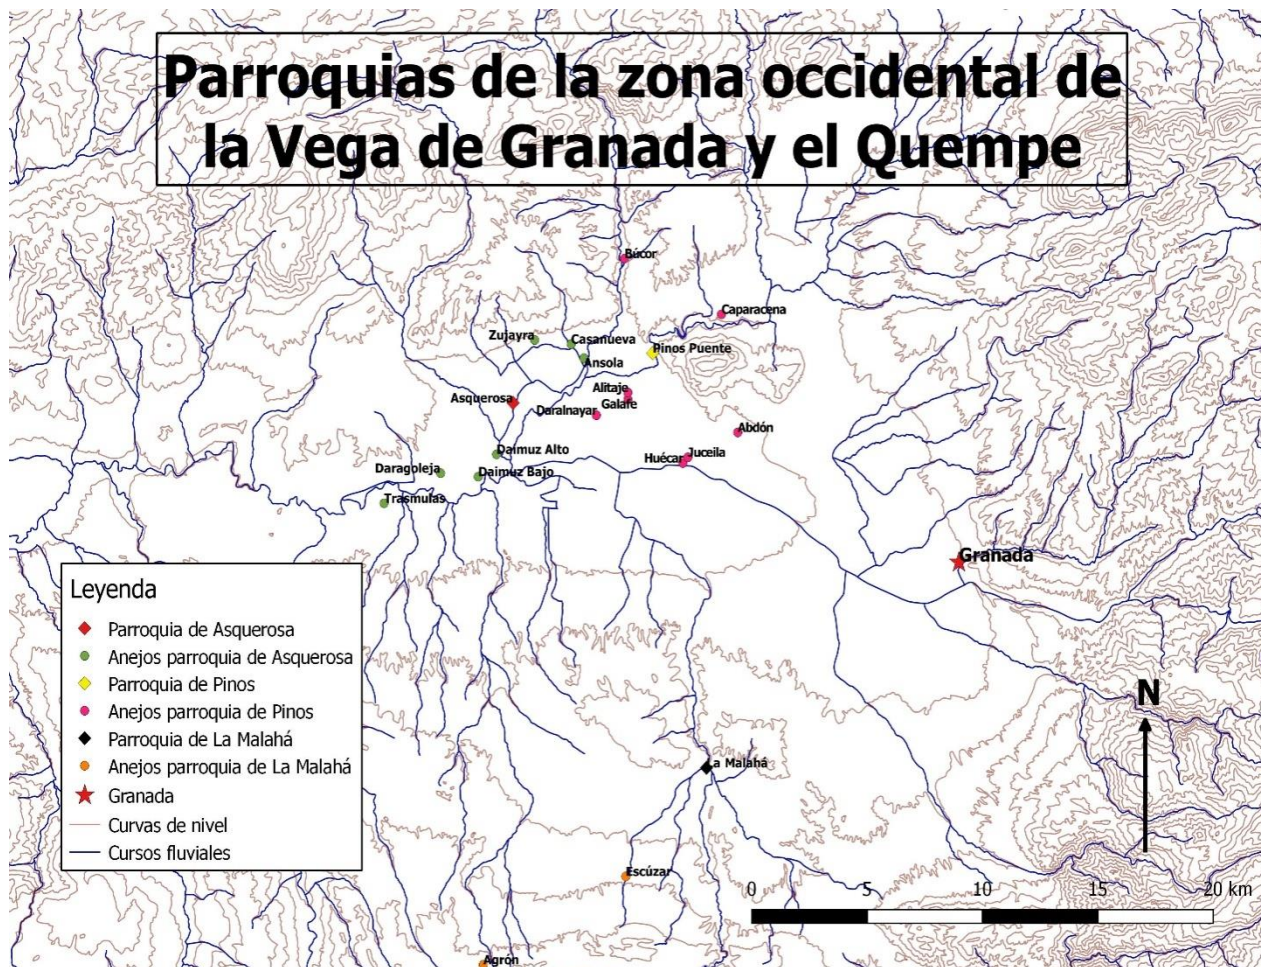 Parroquias de la zona occidental de
la Vega de Granada y el Quempe
Búcor
Caparacena
Zujayra
Casanueva
Pinos Puente
Ansola
Alitaje
Asquerosa
Galafe
Daralnayar
Abdón
Daimuz Alto
Juceila
Huécar
Daragoleja
Daimuz Bajo
Trasmulas
Granada
Leyenda
Parroquia de Asquerosa
Anejos parroquia de Asquerosa
Parroquia de Pinos
Anejos parroquia de Pinos
Parroquia de La Malahá
Anejos parroquia de La Malahá
Granada
Curvas de nivel
Cursos fluviales
N
La Malahá
Escúzar
0 5 10 15 20 km
Agrón